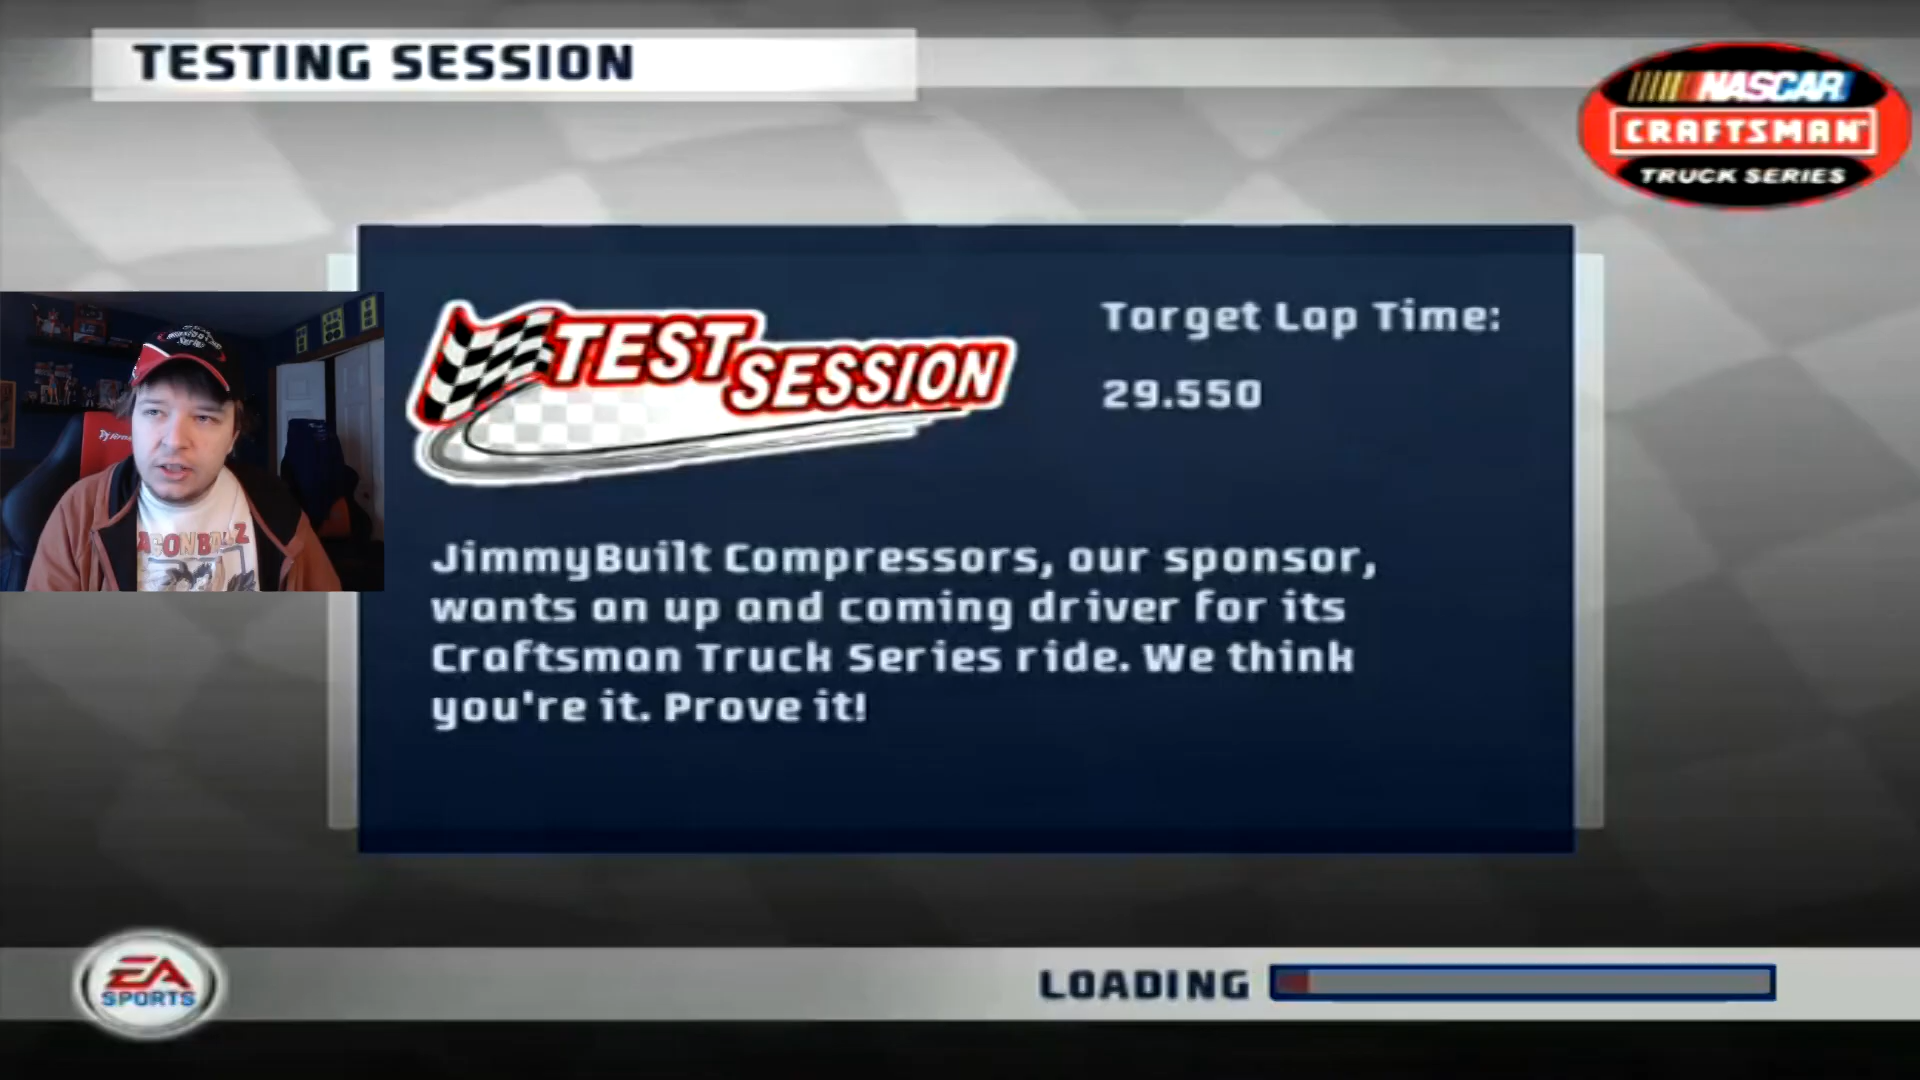 TESTING SESSION
NASCAR
CRAFTSMAN
TRUCK SERIES
TEST SESSION
Target Lap Time:
29.550
JimmyBuilt Compressors, our sponsor,
wants an up and coming driver for its
Craftsman Truck Series ride. We think
you're it. Prove it!
EA
SPORTS
LOADING